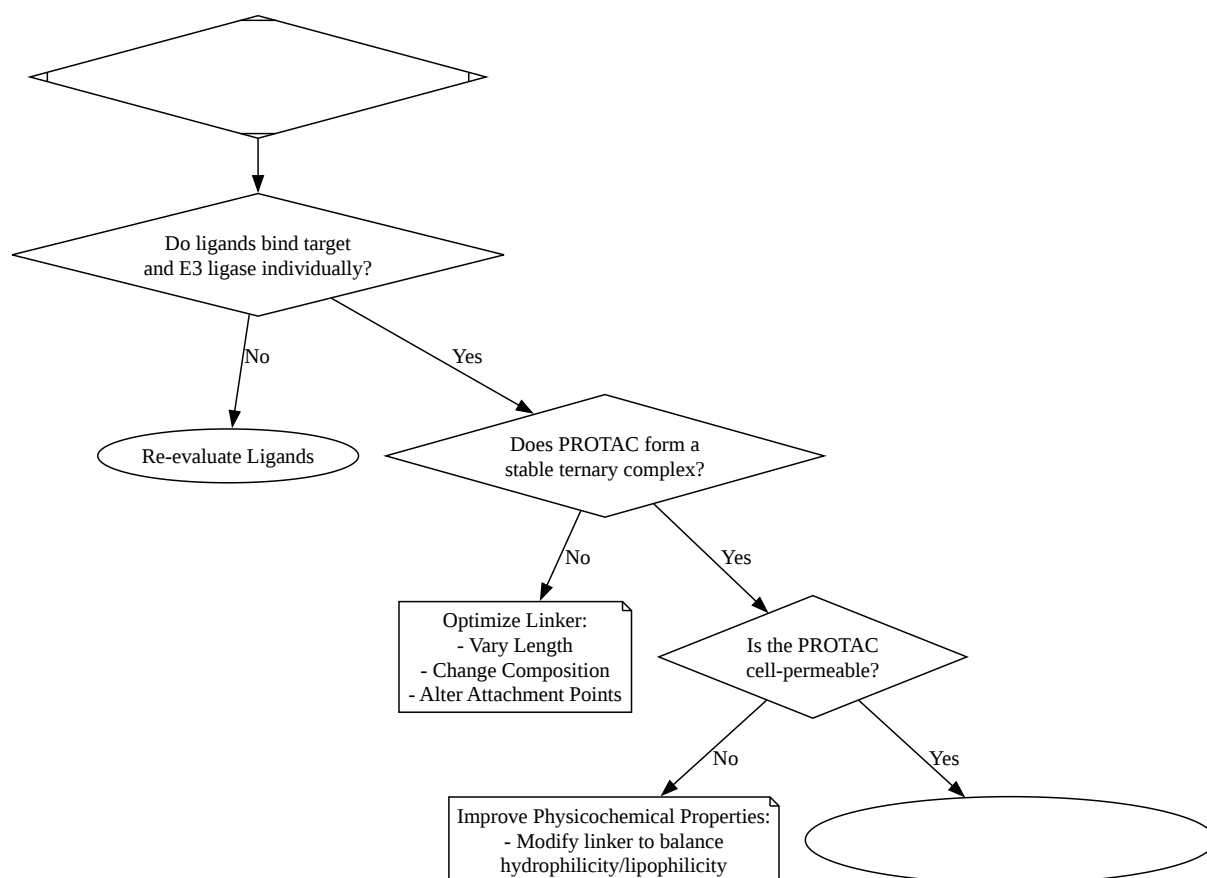 Do ligands bind target
and E3 ligase individually?
No
Yes
Re-evaluate Ligands
Does PROTAC form a
stable ternary complex?
No
Yes
Optimize Linker:
- Vary Length
- Change Composition
- Alter Attachment Points
Is the PROTAC
cell-permeable?
No
Yes
Improve Physicochemical Properties:
- Modify linker to balance
hydrophilicity/lipophilicity